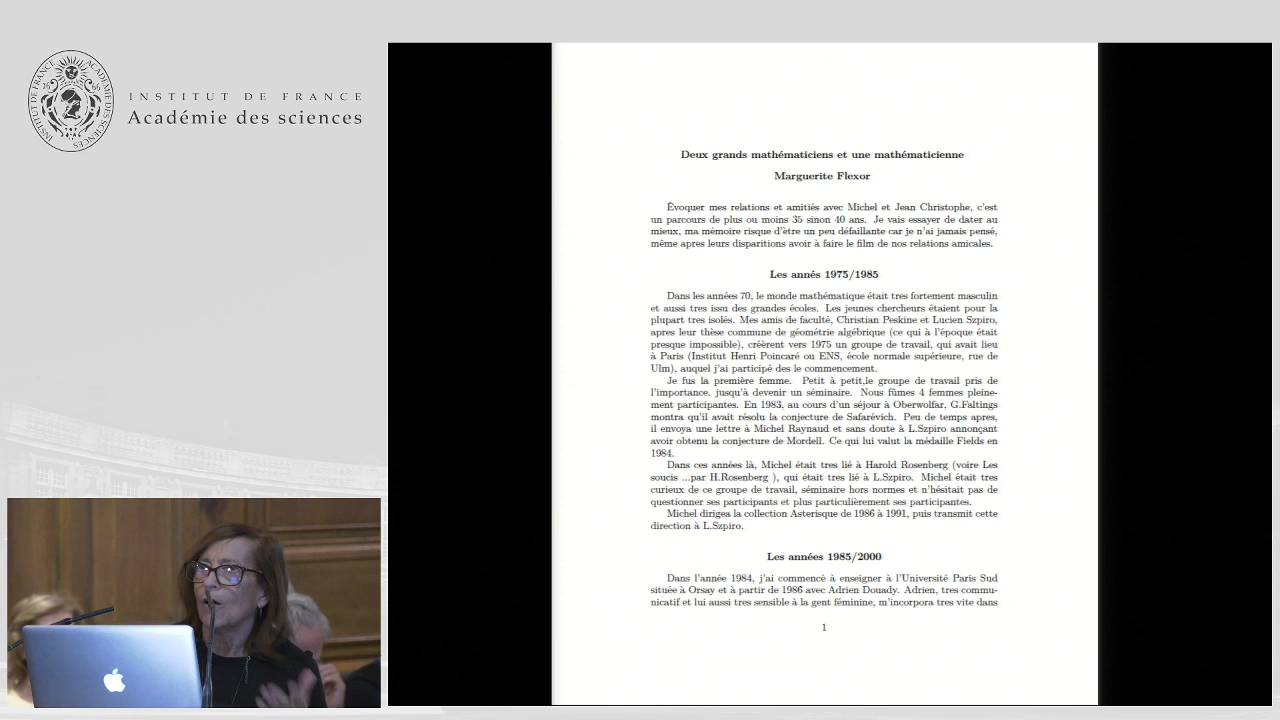 INSTITUT DE FRANCE
Académie des sciences
Deux grands mathématiciens et une mathématicienne
Marguerite Flexor
Évoquer mes relations et amitiés avec Michel et Jean Christophe, c'est
un parcours de plus ou moins 35 sinon 40 ans. Je vais essayer de dater au
mieux, ma mémoire risque d'être un peu défaillante car je n'ai jamais pensé,
même apres leurs disparitions avoir à faire le film de nos relations amicales.
Les annés 1975/1985
Dans les années 70, le monde mathématique était tres fortement masculin
et aussi tres issu des grandes écoles. Les jeunes chercheurs étaient pour la
plupart tres isolés. Mes amis de faculté, Christian Peskine et Lucien Szpiro,
apres leur thèse commune de géométrie algébrique (ce qui à l'époque était
presque impossible), créèrent vers 1975 un groupe de travail, qui avait lieu
à Paris (Institut Henri Poincaré ou ENS, école normale supérieure, rue de
Ulm), auquel j'ai participé des le commencement.
Je fus la première femme. Petit à petit,le groupe de travail pris de
l'importance, jusqu'à devenir un séminaire. Nous fûmes 4 femmes pleine-
ment participantes. En 1983, au cours d'un séjour à Oberwolfar, G.Faltings
montra qu'il avait résolu la conjecture de Safarévich. Peu de temps apres,
il envoya une lettre à Michel Raynaud et sans doute à L.Szpiro annonçant
avoir obtenu la conjecture de Mordell. Ce qui lui valut la médaille Fields en
1984.
Dans ces années là, Michel était tres lié à Harold Rosenberg (voire Les
soucis ...par H.Rosenberg ), qui était tres lié à L.Szpiro. Michel était tres
curieux de ce groupe de travail, séminaire hors normes et n'hésitait pas de
questionner ses participants et plus particulièrement ses participantes.
Michel dirigea la collection Asterisque de 1986 à 1991, puis transmit cette
direction à L.Szpiro.
Les années 1985/2000
Dans l'année 1984, j'ai commencé à enseigner à l'Université Paris Sud
située à Orsay et à partir de 1986 avec Adrien Douady. Adrien, tres commu-
nicatif et lui aussi tres sensible à la gent féminine, m'incorpora tres vite dans
1